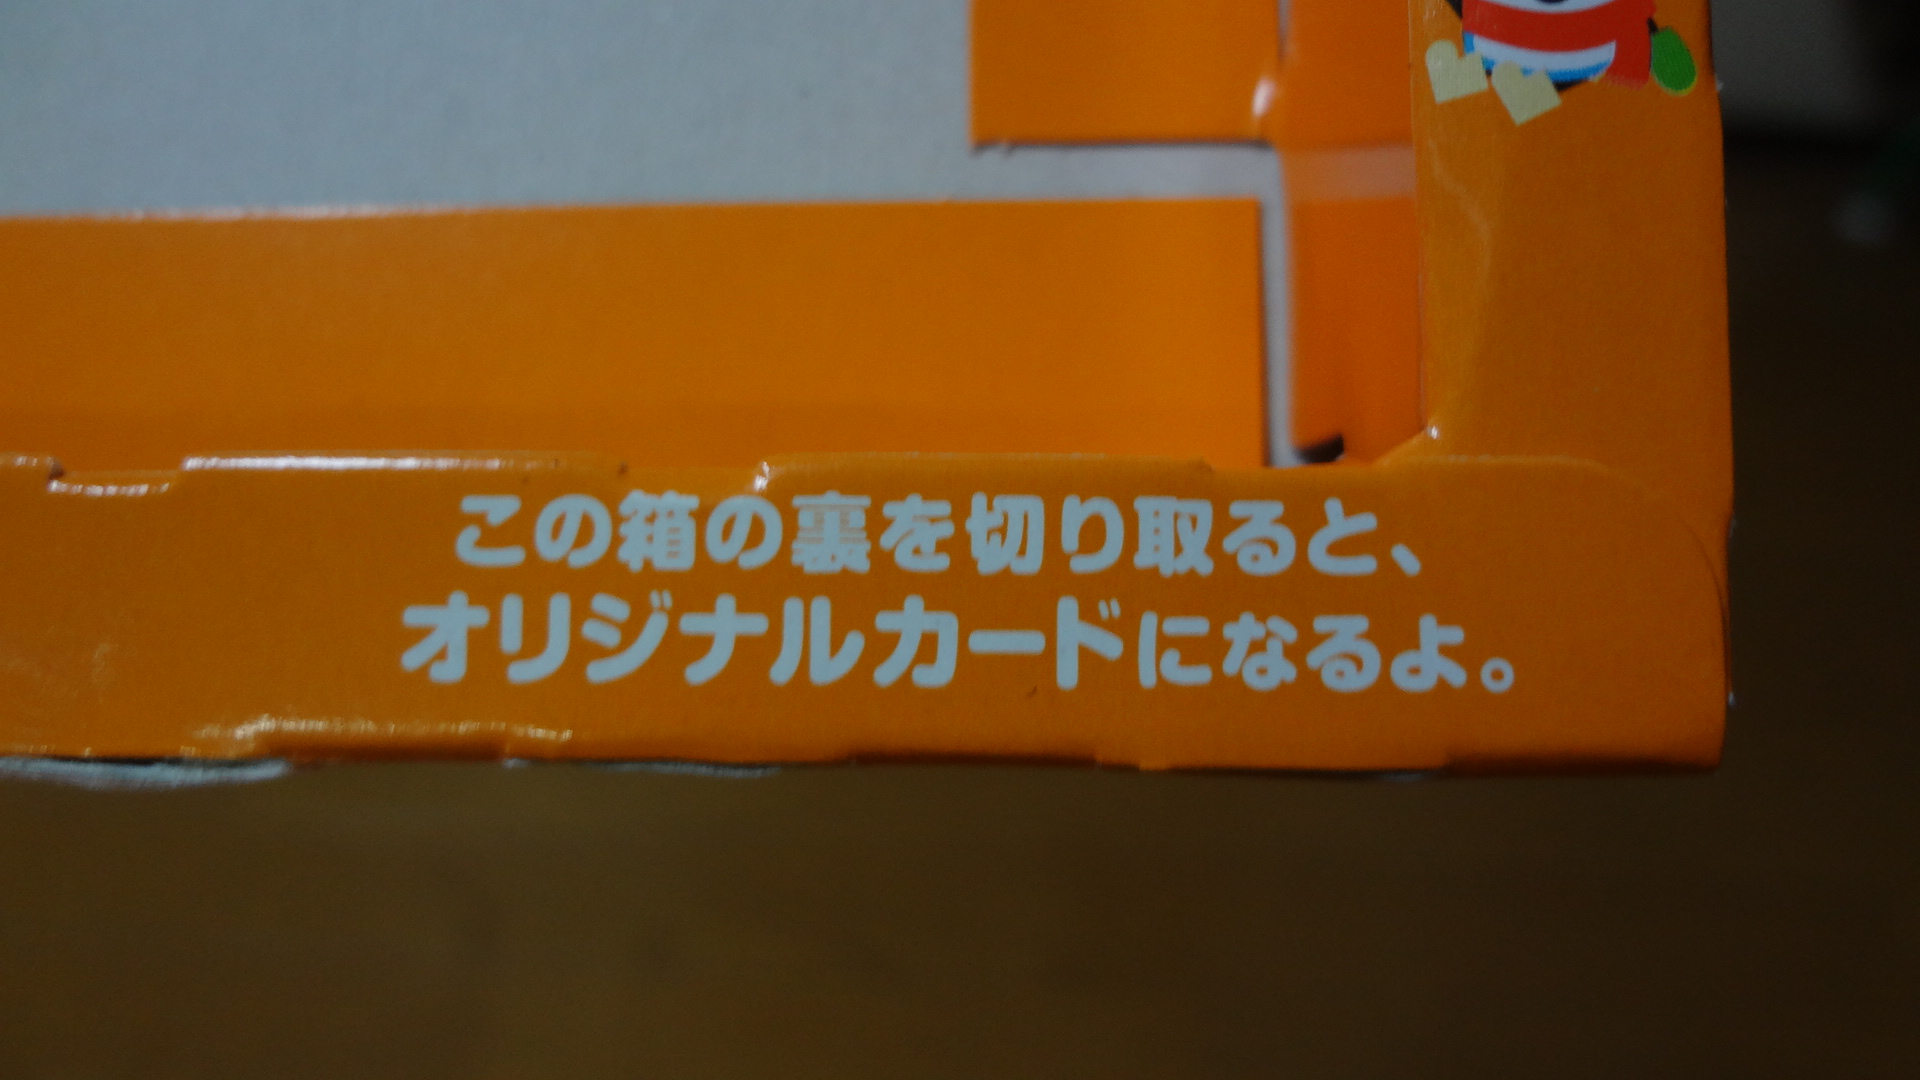 この箱の裏を切り取ると、
オリジナルカードになるよ。